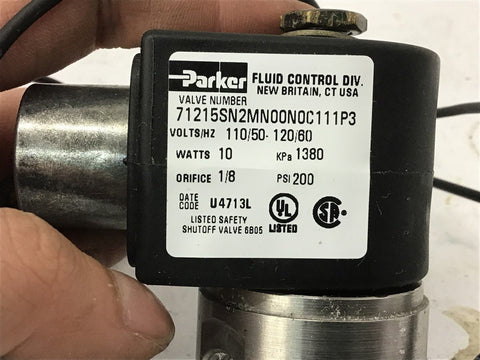 Parker FLUID CONTROL DIV.
NEW BRITAIN, CT USA
VALVE NUMBER
71215SN2MN00N0C111P3
VOLTS/HZ 110/50- 120/60
WATTS 10 KPa 1380
ORIFICE 1/8 PSI 200
DATE CODE U4713L
LISTED SAFETY
SHUTOFF VALVE 6B05
UL
LISTED
SA